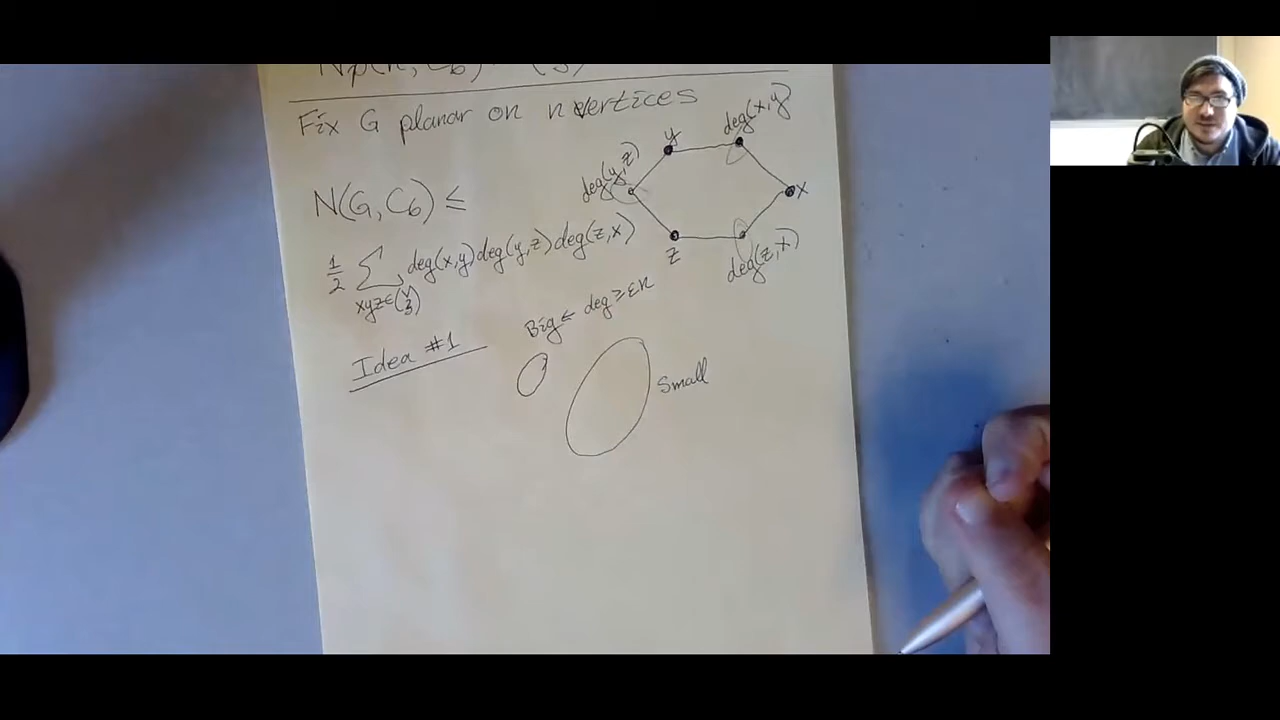 Fix G planar on n vertices
deg(x,y)
y
deg(y,z)
x
N(G, C₆) ≤
z
deg(z,x)
1/2 Σ deg(x,y)deg(y,z)deg(z,x)
xyz∈(V 3)
Big ← deg ≥ εn
Idea #1
Small